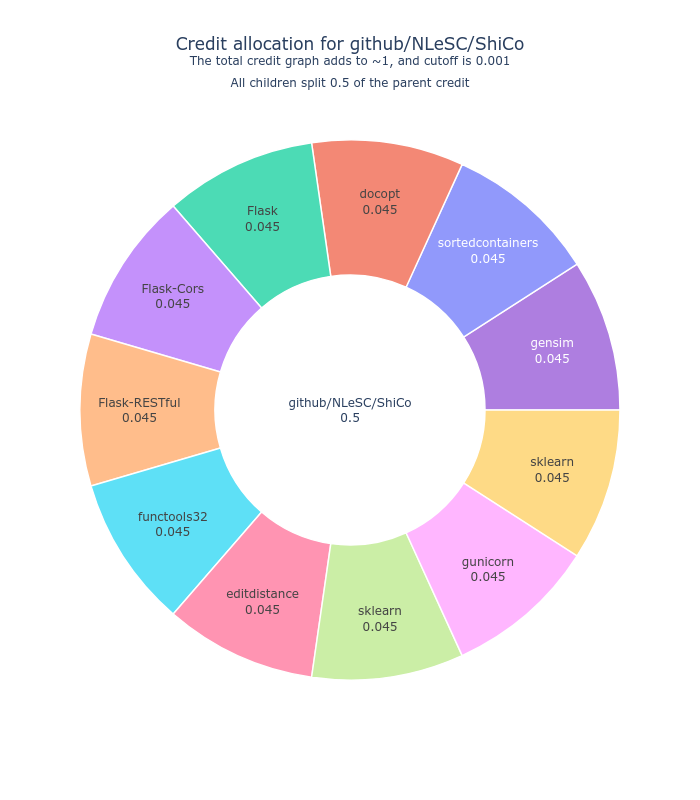 Credit allocation for github/NLeSC/ShiCo
The total credit graph adds to ~1, and cutoff is 0.001
All children split 0.5 of the parent credit
docopt
0.045
Flask
0.045
sortedcontainers
0.045
Flask-Cors
0.045
gensim
0.045
Flask-RESTful
0.045
github/NLeSC/ShiCo
0.5
sklearn
0.045
functools32
0.045
gunicorn
0.045
editdistance
0.045
sklearn
0.045